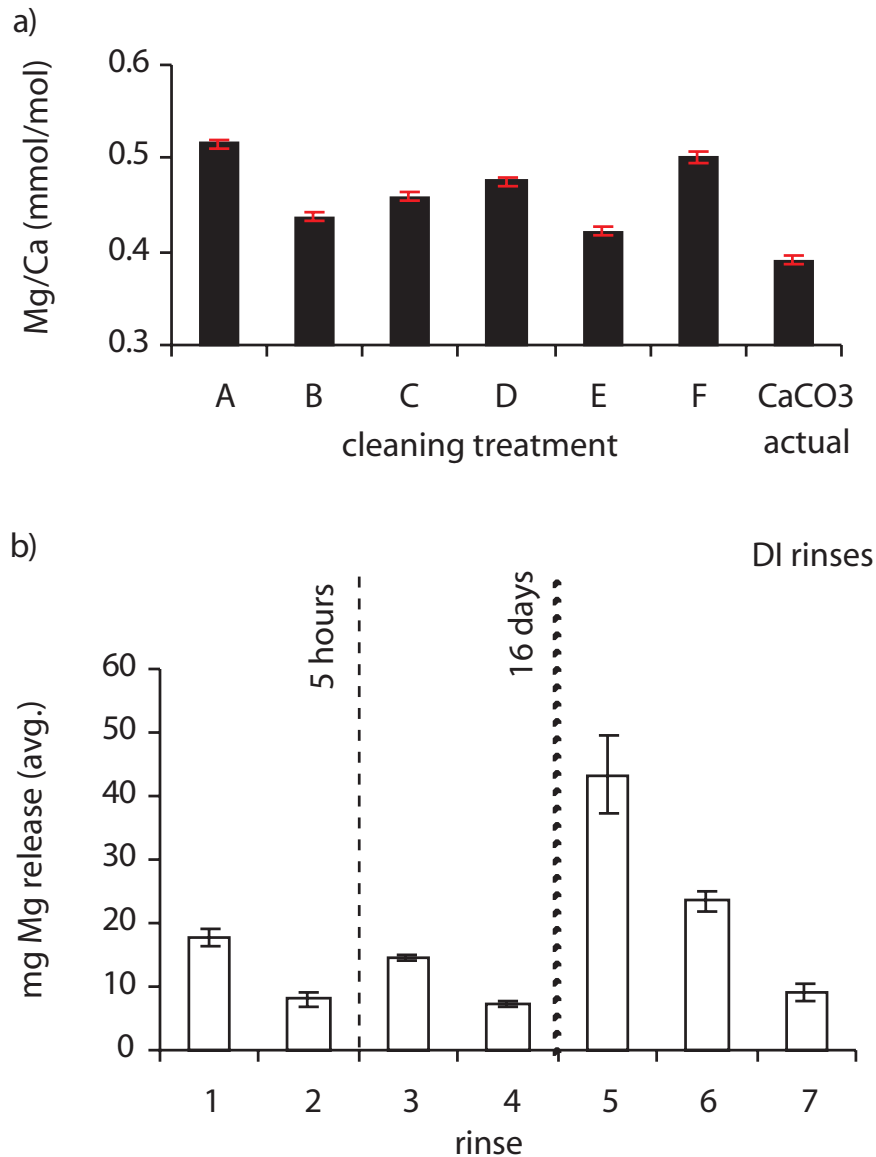 a)
Mg/Ca (mmol/mol)
0.6
0.5
0.4
0.3
A B C D E F CaCO3
actual
cleaning treatment
b)
DI rinses
5 hours
16 days
mg Mg release (avg.)
60
50
40
30
20
10
0
1 2 3 4 5 6 7
rinse